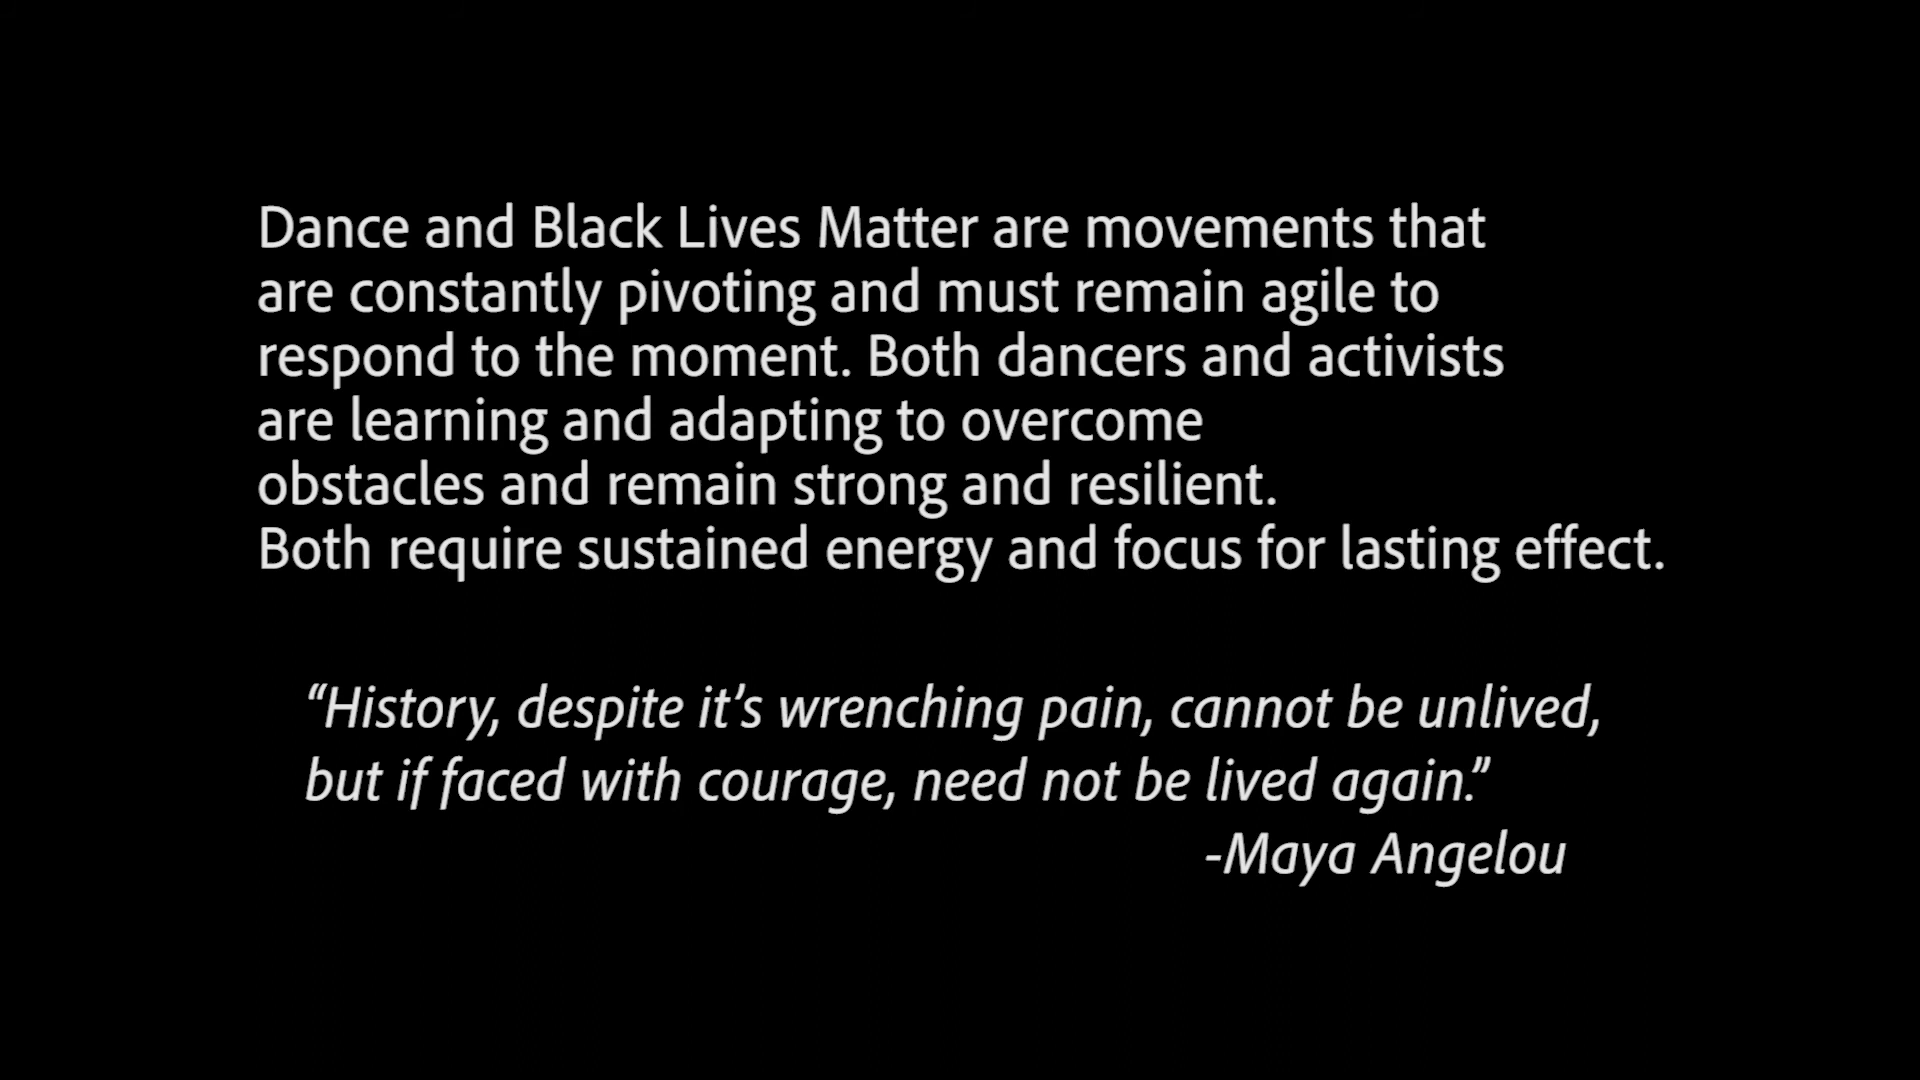 Dance and Black Lives Matter are movements that
are constantly pivoting and must remain agile to
respond to the moment. Both dancers and activists
are learning and adapting to overcome
obstacles and remain strong and resilient.
Both require sustained energy and focus for lasting effect.
“History, despite it’s wrenching pain, cannot be unlived,
but if faced with courage, need not be lived again.”
-Maya Angelou